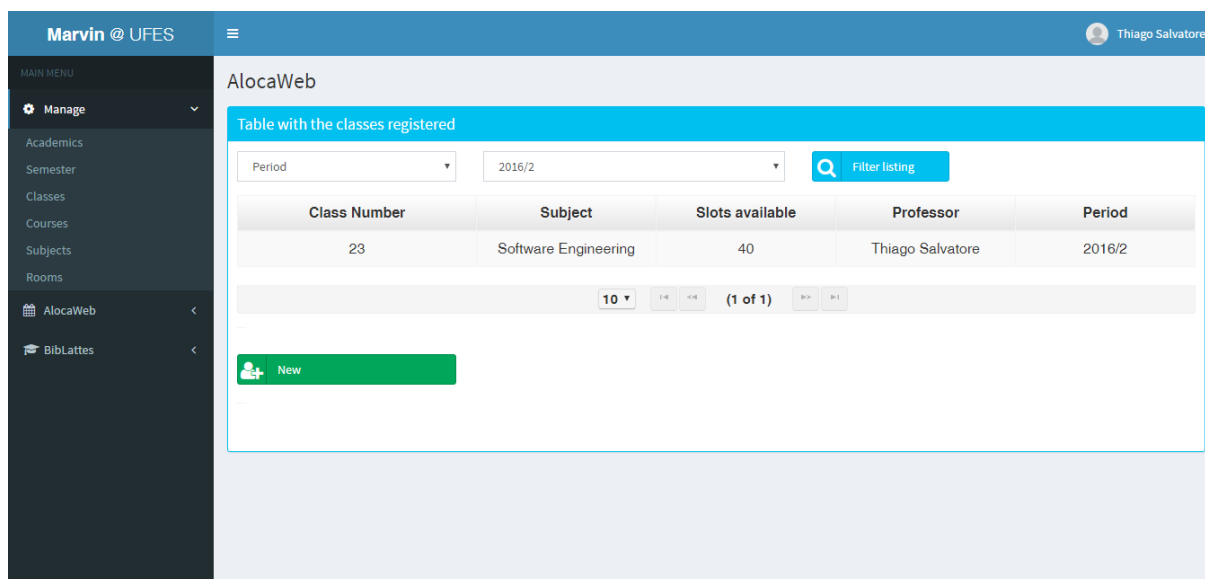 Marvin @ UFES
Thiago Salvatore
MAIN MENU
AlocaWeb
Manage
Table with the classes registered
Academics
Semester
Classes
Courses
Subjects
Rooms
AlocaWeb
BibLattes
Period 2016/2 Filter listing
Class Number Subject Slots available Professor Period
23 Software Engineering 40 Thiago Salvatore 2016/2
10 (1 of 1)
New